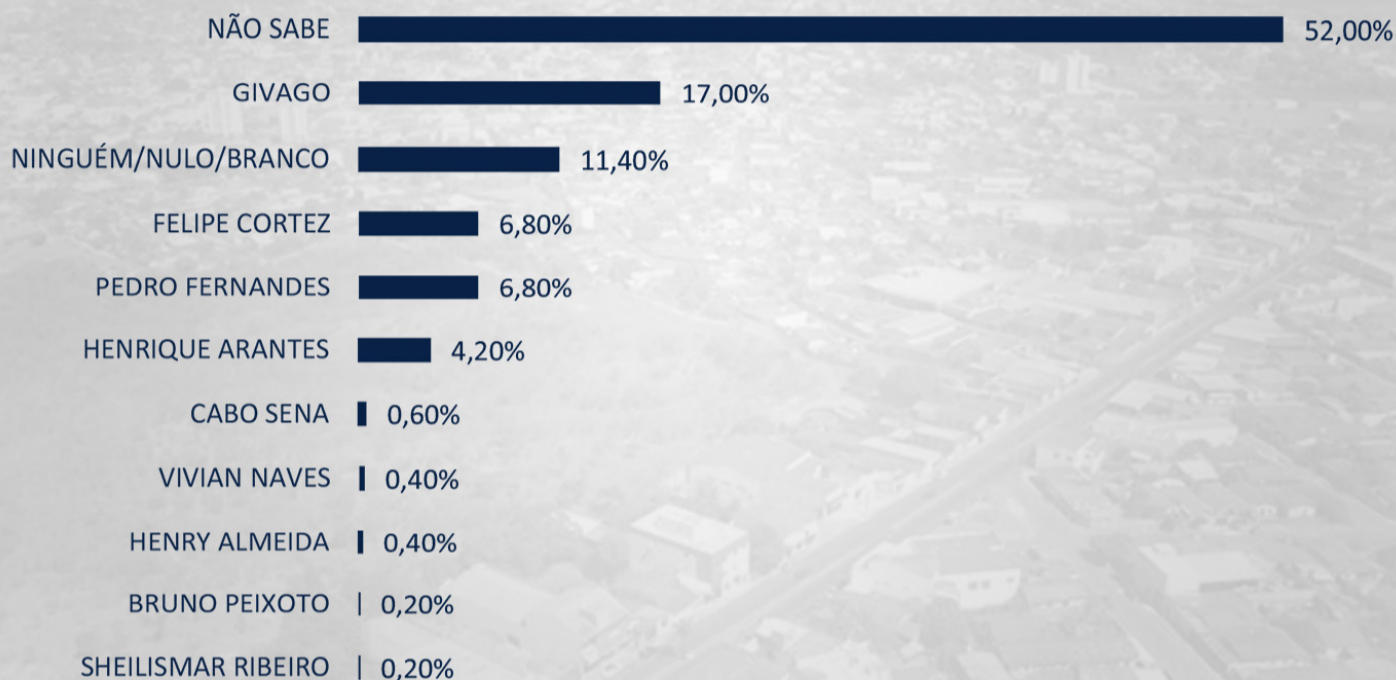 NÃO SABE 52,00%
GIVAGO 17,00%
NINGUÉM/NULO/BRANCO 11,40%
FELIPE CORTEZ 6,80%
PEDRO FERNANDES 6,80%
HENRIQUE ARANTES 4,20%
CABO SENA 0,60%
VIVIAN NAVES 0,40%
HENRY ALMEIDA 0,40%
BRUNO PEIXOTO 0,20%
SHEILISMAR RIBEIRO 0,20%